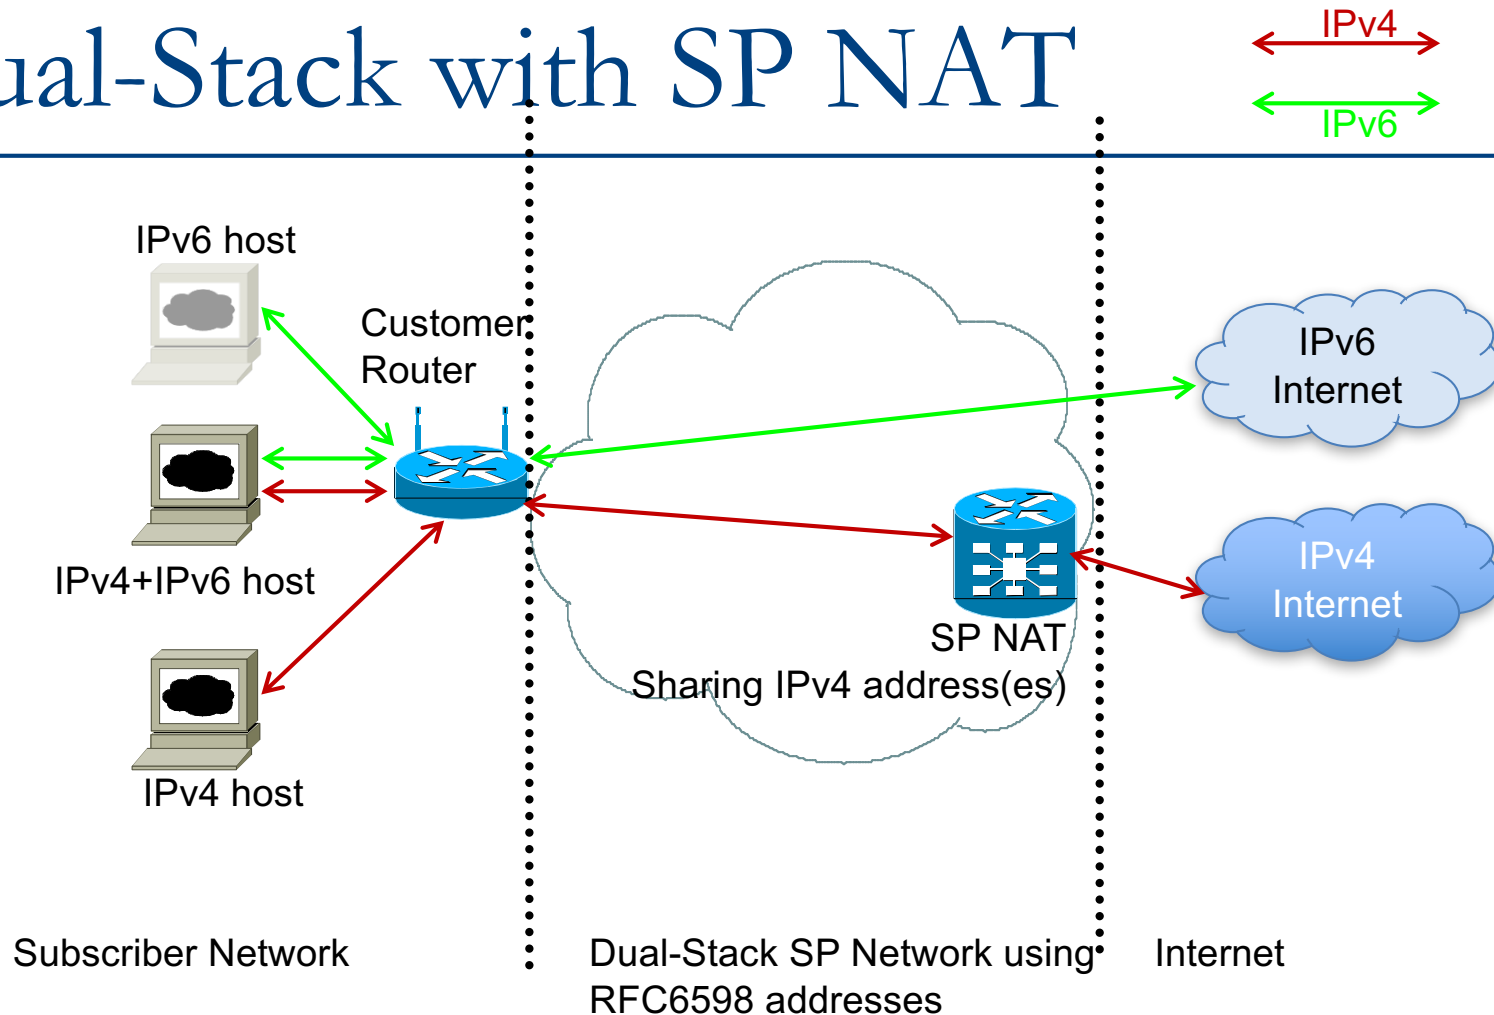 ual-Stack with SP NAT
IPv4
IPv6
IPv6 host
Customer
Router
IPv6
Internet
IPv4+IPv6 host
IPv4
Internet
SP NAT
Sharing IPv4 address(es)
IPv4 host
Subscriber Network
Dual-Stack SP Network using
RFC6598 addresses
Internet